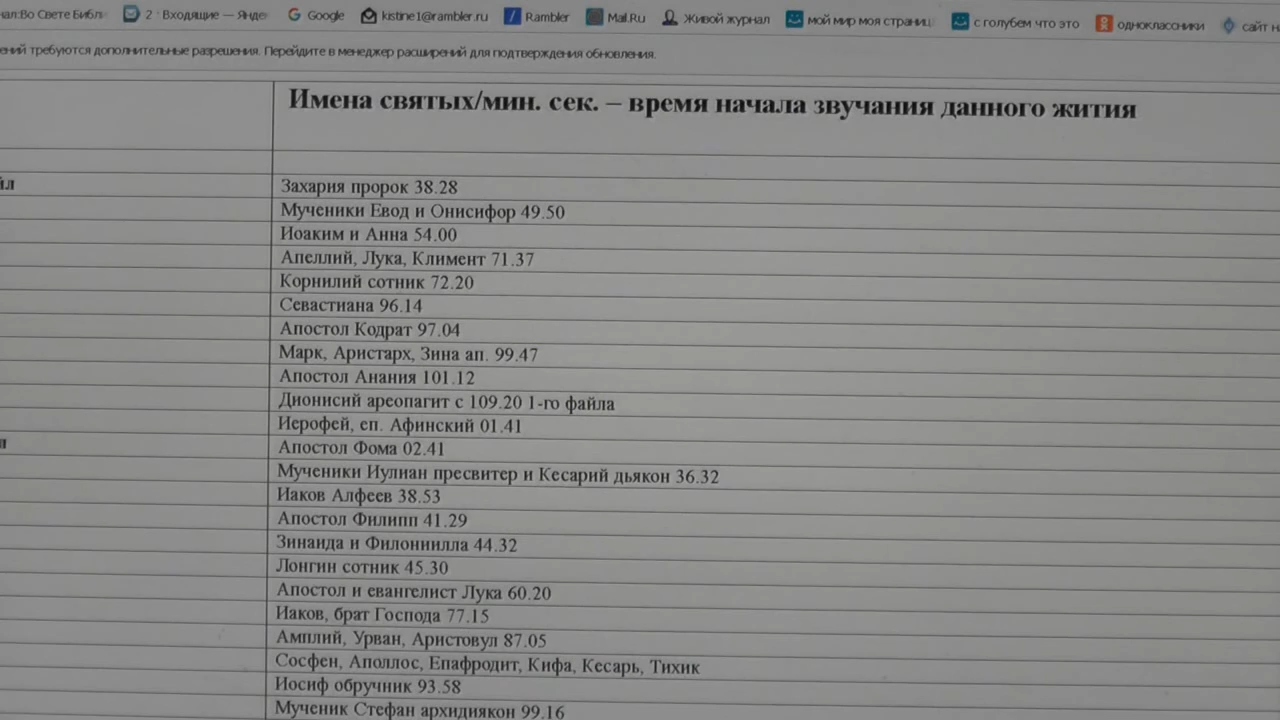 нал:Во Свете Библ 2 · Входящие — Янде Google kistine1@rambler.ru Rambler Mail.Ru Живой журнал мой мир моя страниц с голубем что это одноклассники сайт н
ений требуются дополнительные разрешения. Перейдите в менеджер расширений для подтверждения обновления.
Имена святых/мин. сек. – время начала звучания данного жития
Захария пророк 38.28
Мученики Евод и Онисифор 49.50
Иоаким и Анна 54.00
Апеллий, Лука, Климент 71.37
Корнилий сотник 72.20
Севастиана 96.14
Апостол Кодрат 97.04
Марк, Аристарх, Зина ап. 99.47
Апостол Анания 101.12
Дионисий ареопагит с 109.20 1-го файла
Иерофей, еп. Афинский 01.41
Апостол Фома 02.41
Мученики Иулиан пресвитер и Кесарий дьякон 36.32
Иаков Алфеев 38.53
Апостол Филипп 41.29
Зинаида и Филониилла 44.32
Лонгин сотник 45.30
Апостол и евангелист Лука 60.20
Иаков, брат Господа 77.15
Амплий, Урван, Аристовул 87.05
Сосфен, Аполлос, Епафродит, Кифа, Кесарь, Тихик
Иосиф обручник 93.58
Мученик Стефан архидиякон 99.16